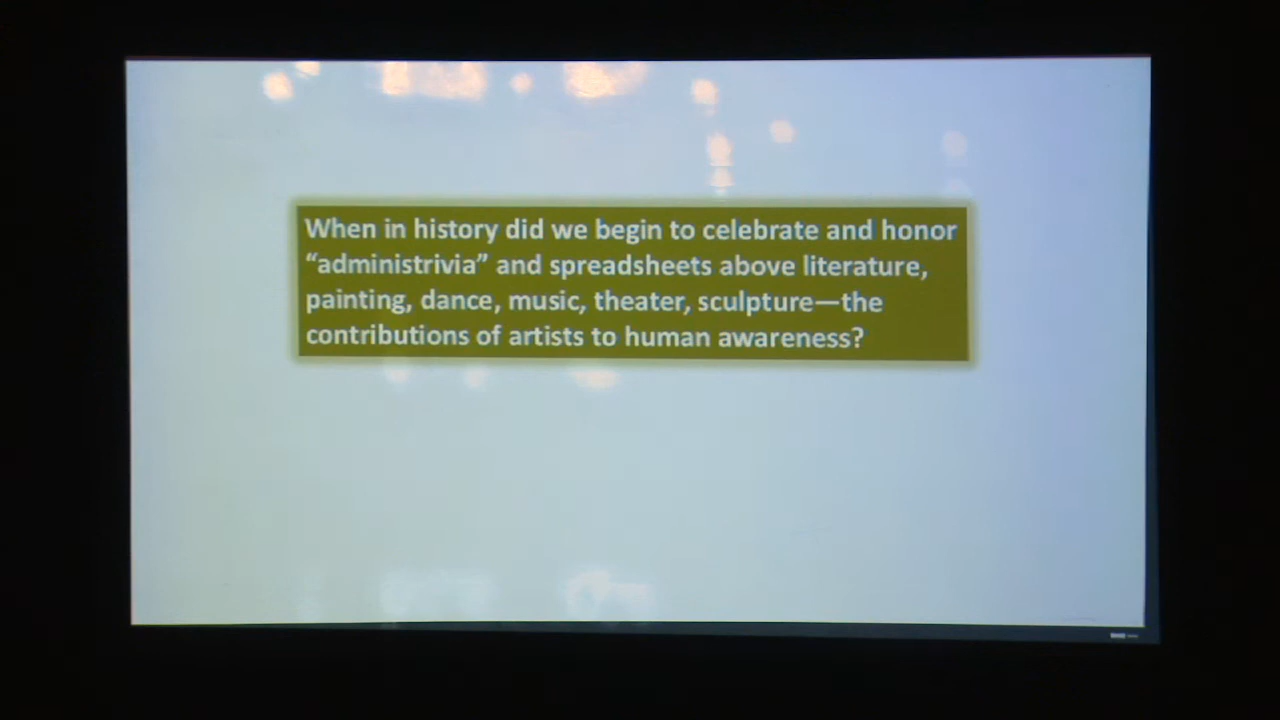 When in history did we begin to celebrate and honor
“administrivia” and spreadsheets above literature,
painting, dance, music, theater, sculpture—the
contributions of artists to human awareness?